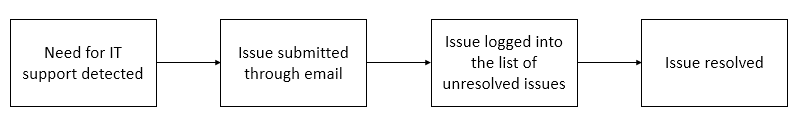 Need for IT
support detected
Issue submitted
through email
Issue logged into
the list of
unresolved issues
Issue resolved